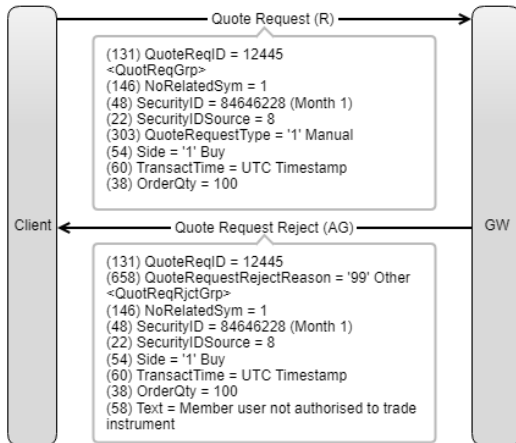 Quote Request (R)
(131) QuoteReqID = 12445
<QuotReqGrp>
(146) NoRelatedSym = 1
(48) SecurityID = 84646228 (Month 1)
(22) SecurityIDSource = 8
(303) QuoteRequestType = '1' Manual
(54) Side = '1' Buy
(60) TransactTime = UTC Timestamp
(38) OrderQty = 100
Client
Quote Request Reject (AG)
GW
(131) QuoteReqID = 12445
(658) QuoteRequestRejectReason = '99' Other
<QuotReqRjctGrp>
(146) NoRelatedSym = 1
(48) SecurityID = 84646228 (Month 1)
(22) SecurityIDSource = 8
(54) Side = '1' Buy
(60) TransactTime = UTC Timestamp
(38) OrderQty = 100
(58) Text = Member user not authorised to trade
instrument